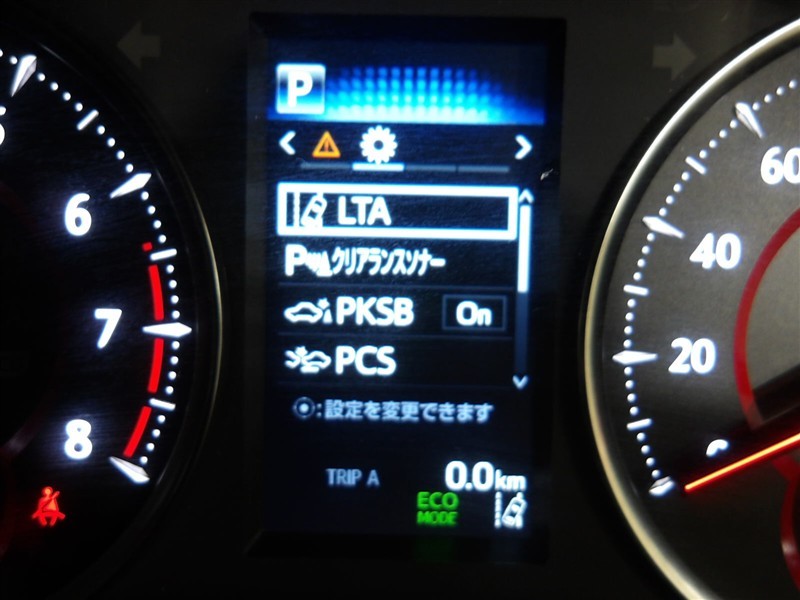 P
LTA
クリアランスソナー
PKSB On
PCS
:設定を変更できます
TRIP A 0.0km
ECO
MODE
6
7
8
60
40
20